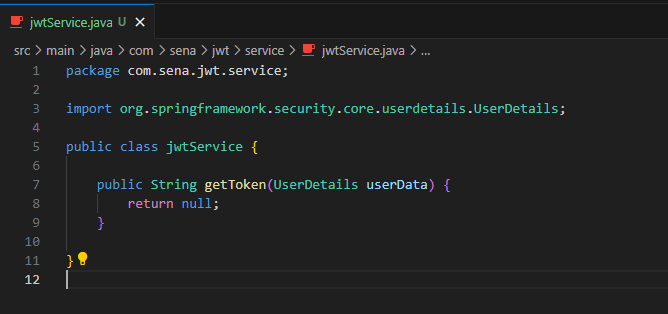 jwtService.java U
src > main > java > com > sena > jwt > service > jwtService.java > ...
1 package com.sena.jwt.service;
2
3 import org.springframework.security.core.userdetails.UserDetails;
4
5 public class jwtService {
6
7 public String getToken(UserDetails userData) {
8 return null;
9 }
10
11 }
12